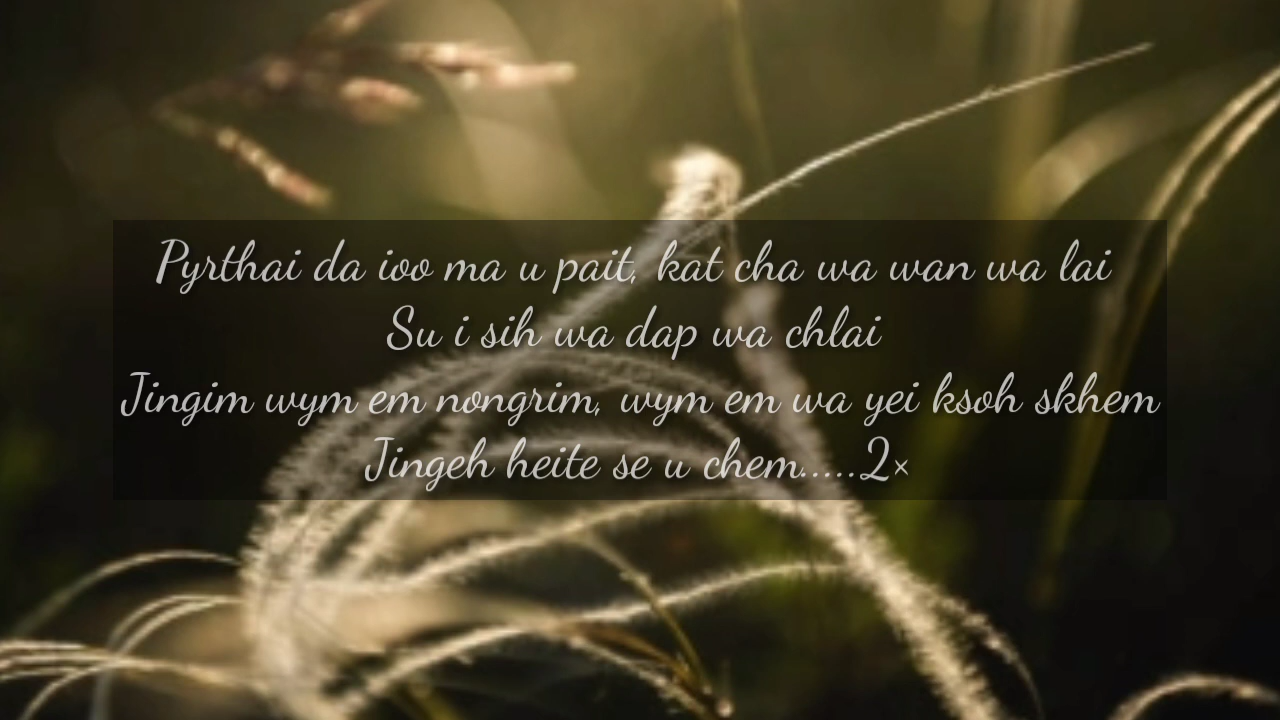 Pyrthai da ioo ma u pait, kat cha wa wan wa lai
Su i sih wa dap wa chlai
Jingim wym em nongrim, wym em wa yei ksoh skhem
Jingeh heite se u chem.....2×